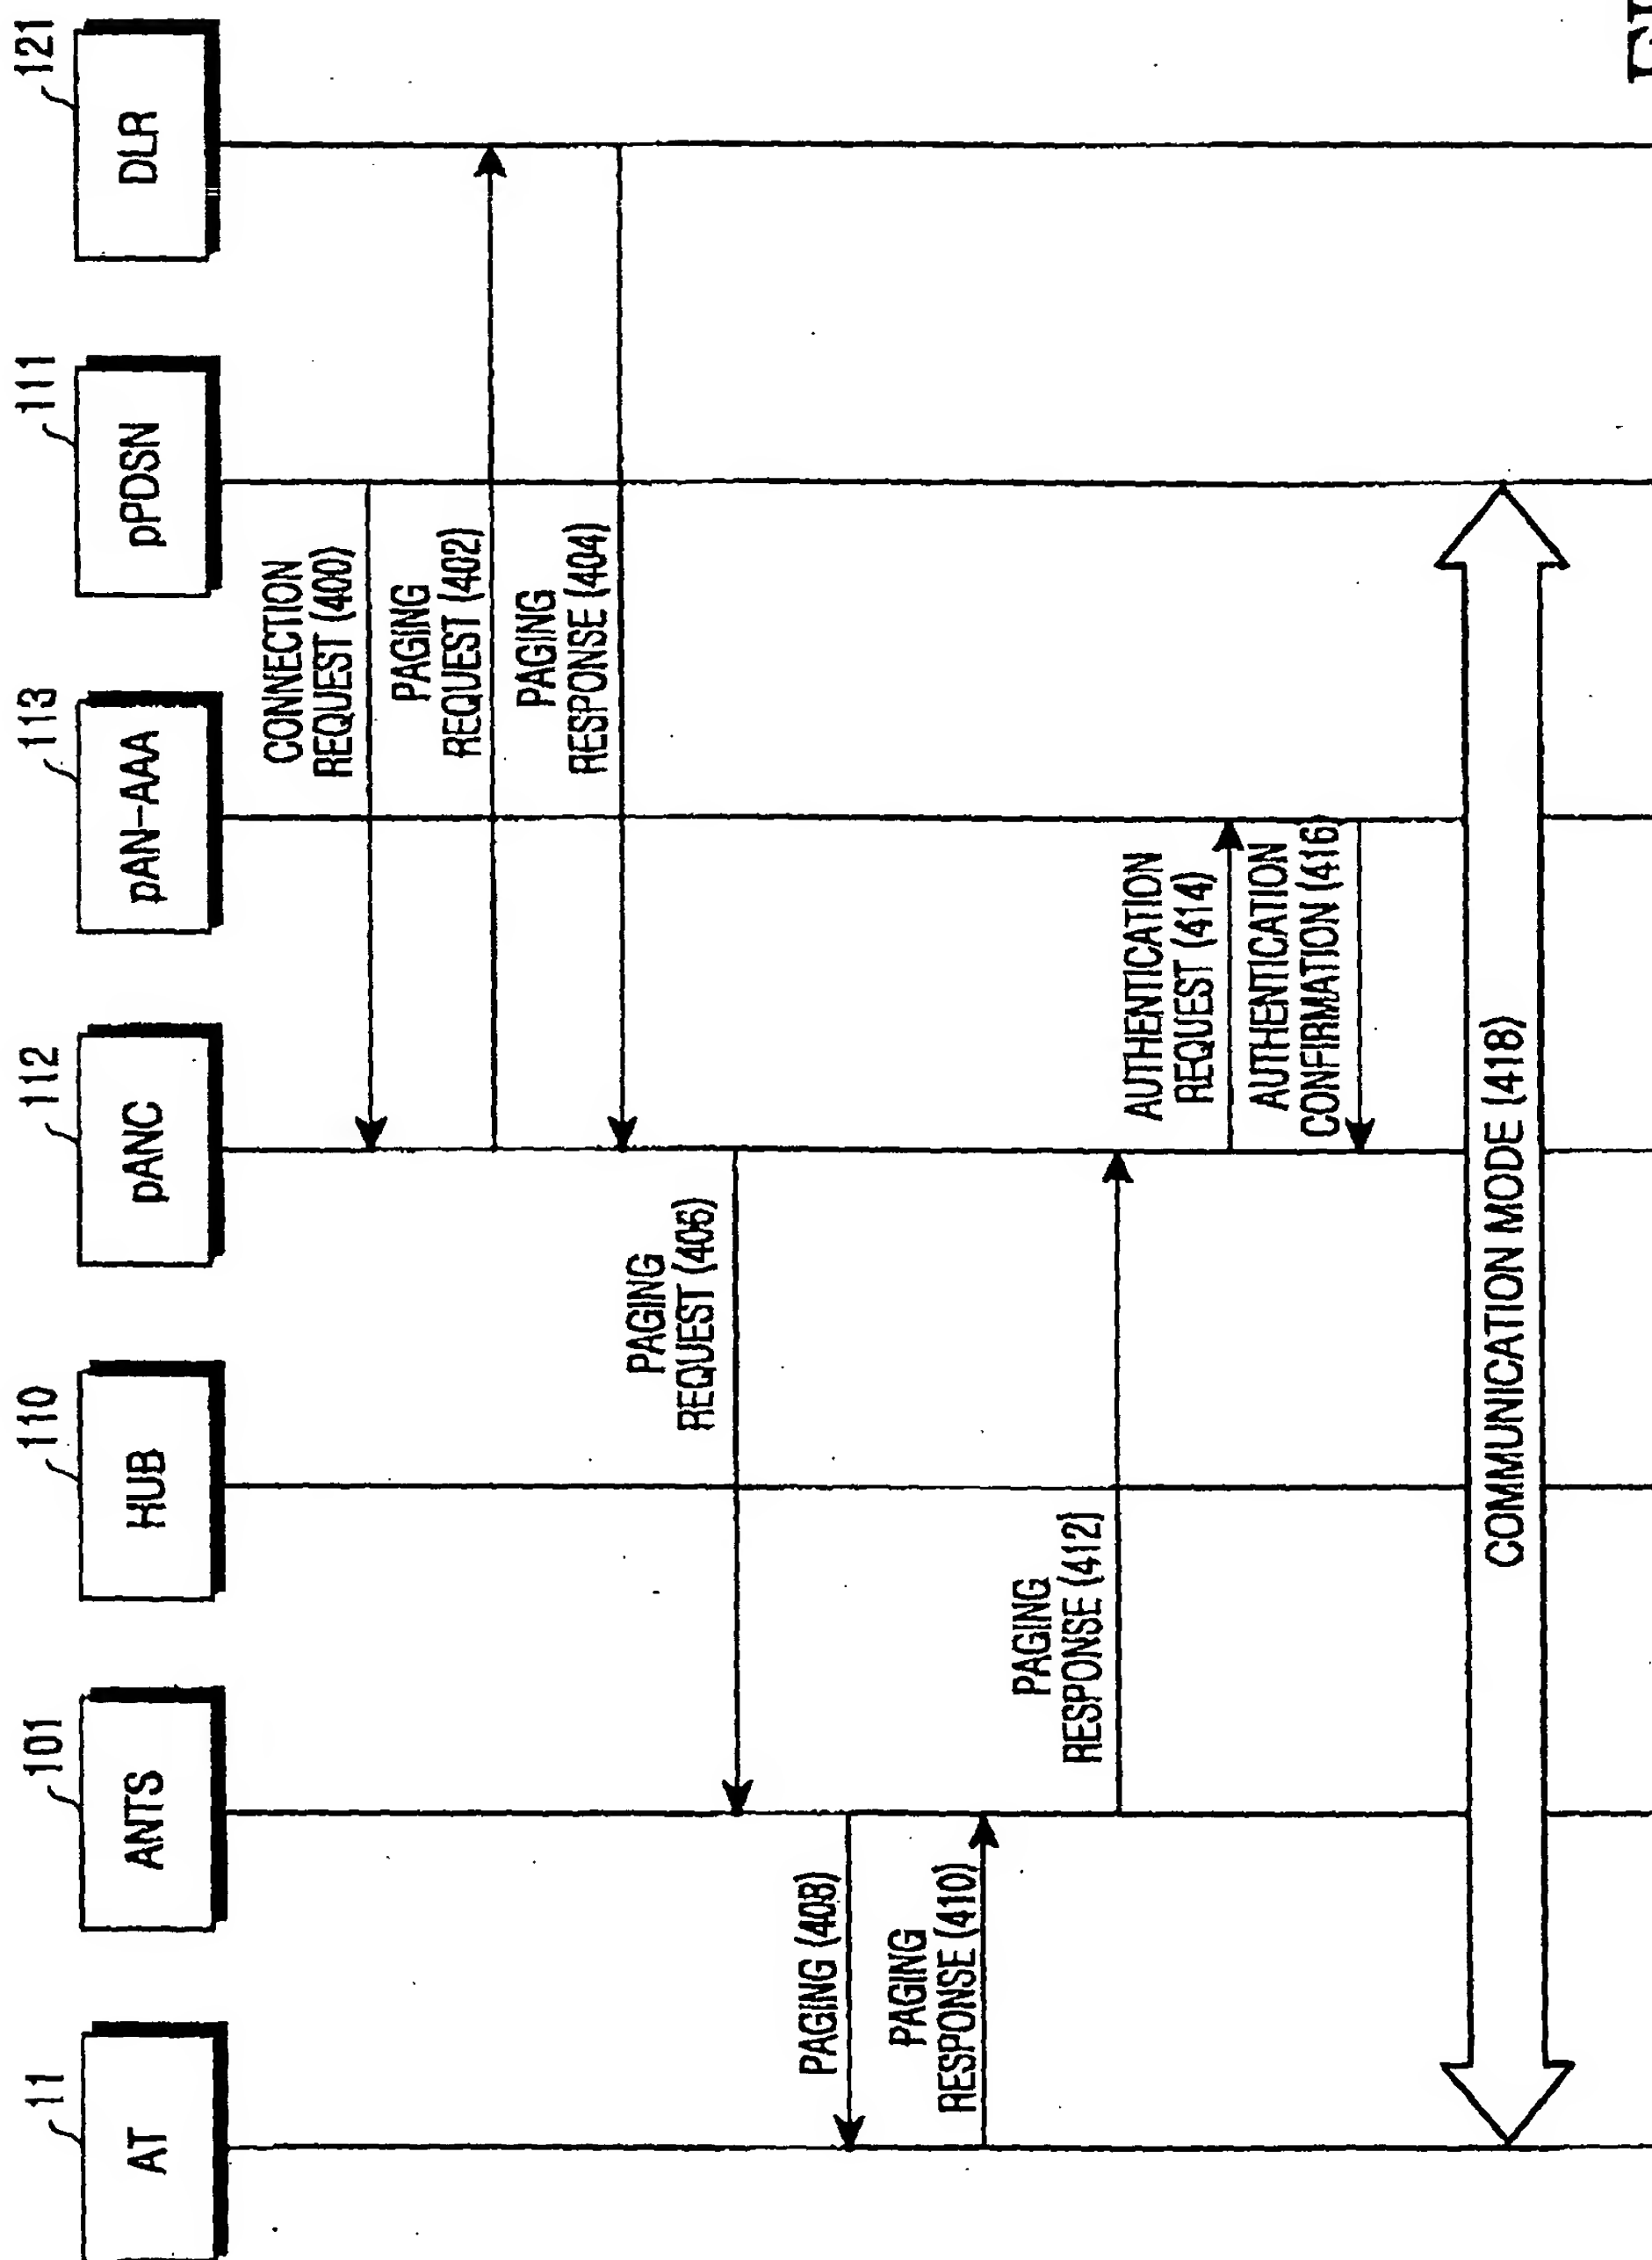 11
AT
101
ANTS
110
HUB
112
pANC
113
pAN-AAA
111
pPDSN
121
DLR
CONNECTION
REQUEST (400)
PAGING
REQUEST (402)
PAGING
RESPONSE (404)
PAGING
REQUEST (406)
PAGING (408)
PAGING
RESPONSE (410)
PAGING
RESPONSE (412)
AUTHENTICATION
REQUEST (414)
AUTHENTICATION
CONFIRMATION (416)
COMMUNICATION MODE (418)